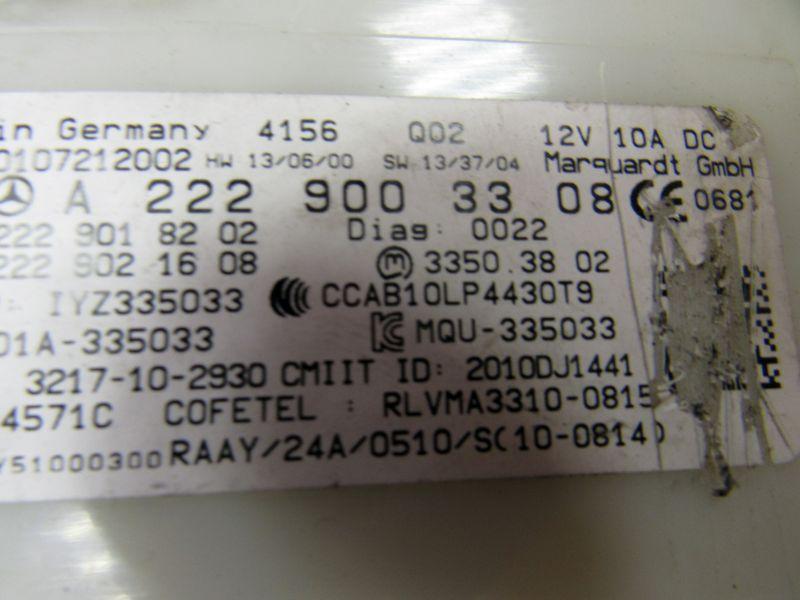 in Germany 4156 Q02 12V 10A DC
0107212002 HW 13/06/00 SW 13/37/04 Marquardt GmbH
A 222 900 33 08 CE 0681
222 901 82 02 Diag: 0022
222 902 16 08 m 3350.38 02
: IYZ335033 CCC CCAB10LP4430T9
01A-335033 KC MQU-335033
3217-10-2930 CMIIT ID: 2010DJ1441
4571C COFETEL : RLVMA3310-0815
51000300 RAAY/24A/0510/S(10-0814)